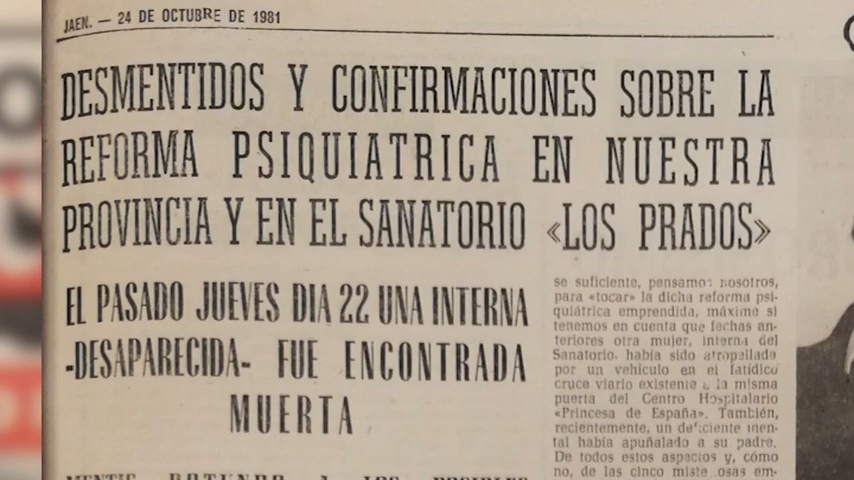 JAEN. — 24 DE OCTUBRE DE 1981
DESMENTIDOS Y CONFIRMACIONES SOBRE LA
REFORMA PSIQUIATRICA EN NUESTRA
PROVINCIA Y EN EL SANATORIO «LOS PRADOS»
EL PASADO JUEVES DIA 22 UNA INTERNA
-DESAPARECIDA- FUE ENCONTRADA
MUERTA
se suficiente, pensamos nosotros,
para «tocar» la dicha reforma psi-
quiátrica emprendida, máxime si
tenemos en cuenta que fechas an-
teriores otra mujer, interna del
Sanatorio, había sido atropellada
por un vehículo en el fatídico
cruce viario existente a la misma
puerta del Centro Hospitalario
«Princesa de España». También,
recientemente, un deficiente men-
tal había apuñalado a su padre.
De todos estos aspectos y, cómo
no, de las cinco em-